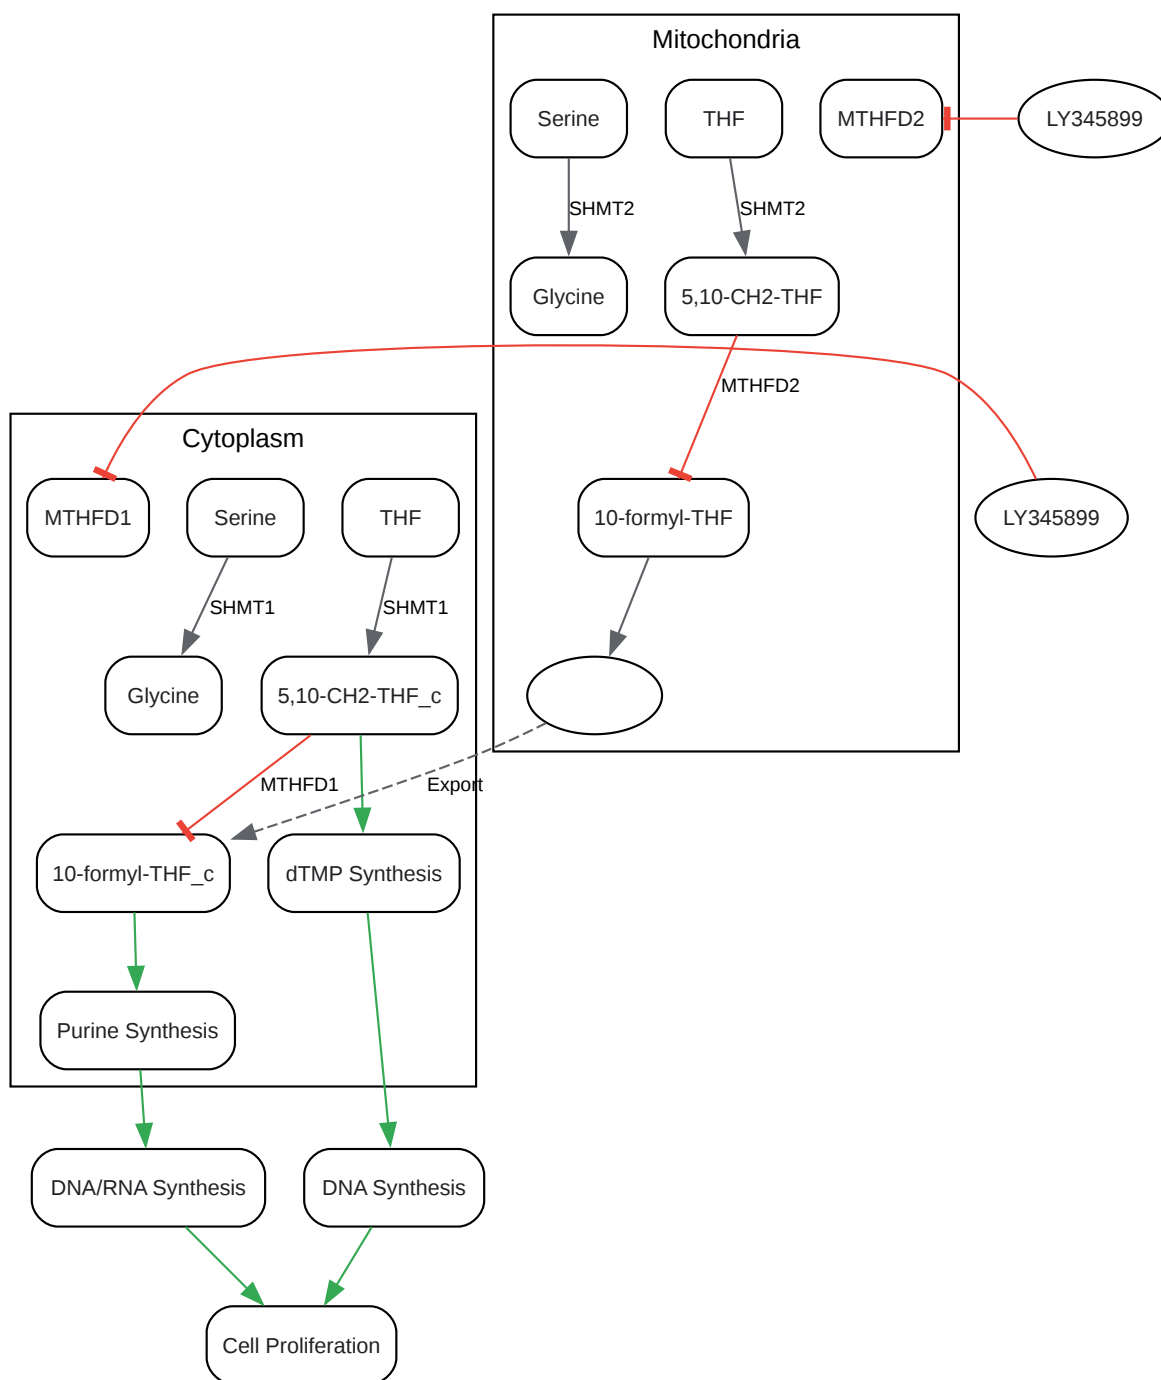 Mitochondria
Serine
THF
MTHFD2
LY345899
SHMT2
SHMT2
Glycine
5,10-CH2-THF
MTHFD2
Cytoplasm
MTHFD1
Serine
THF
10-formyl-THF
LY345899
SHMT1
SHMT1
Glycine
5,10-CH2-THF_c
MTHFD1
Export
10-formyl-THF_c
dTMP Synthesis
Purine Synthesis
DNA/RNA Synthesis
DNA Synthesis
Cell Proliferation